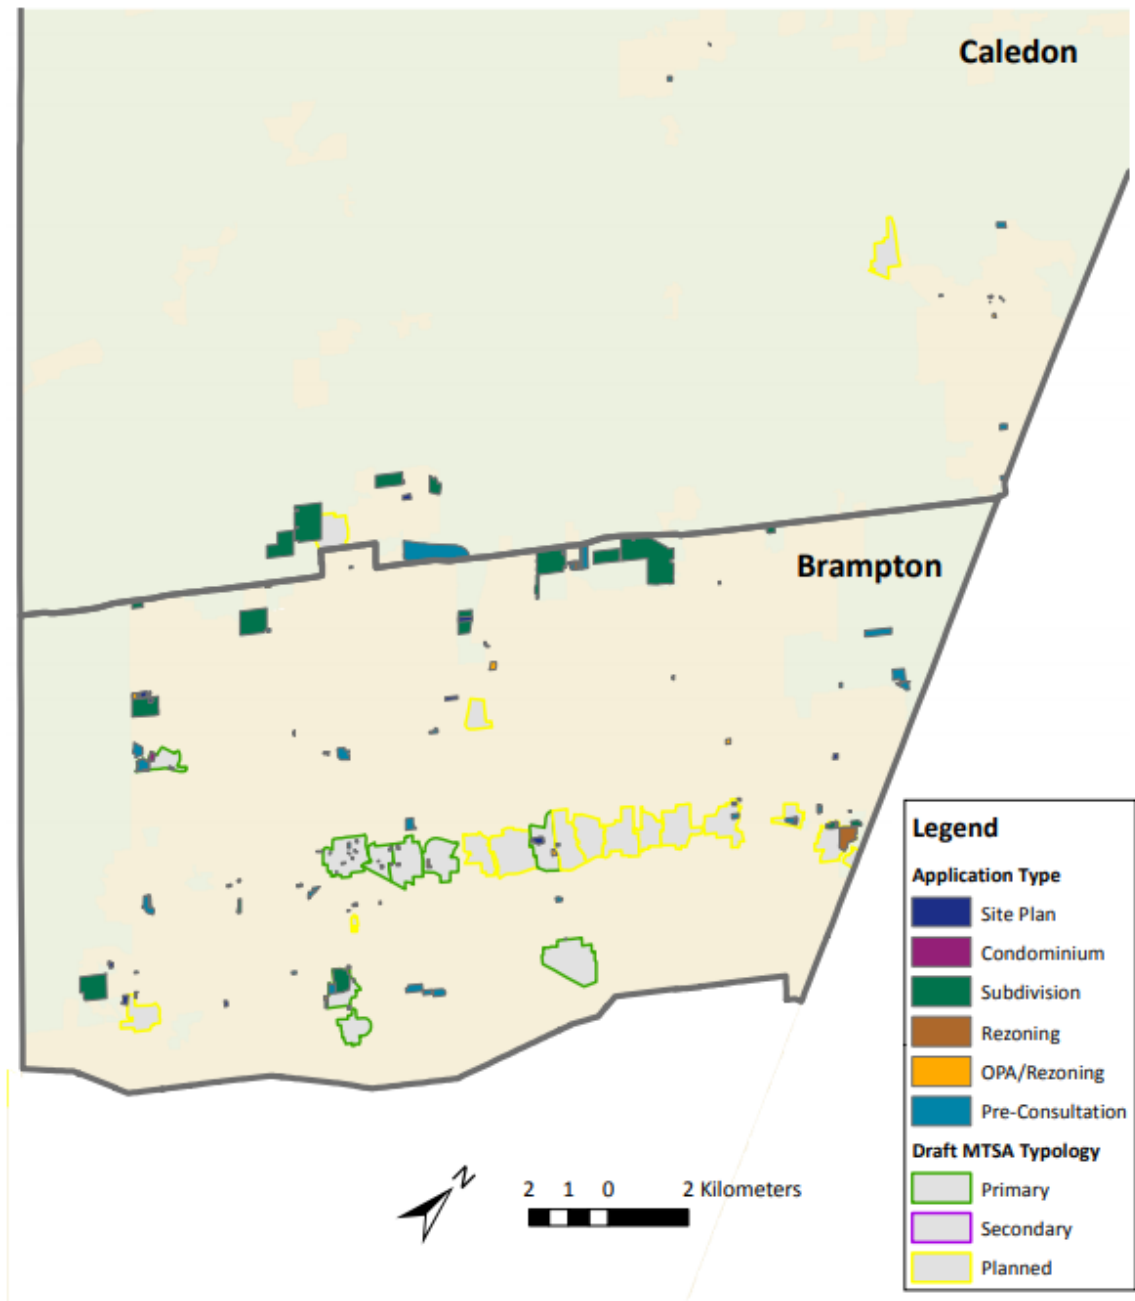 Caledon
Brampton
Legend
Application Type
Site Plan
Condominium
Subdivision
Rezoning
OPA/Rezoning
Pre-Consultation
Draft MTSA Typology
Primary
Secondary
Planned
N
2 1 0 2 Kilometers